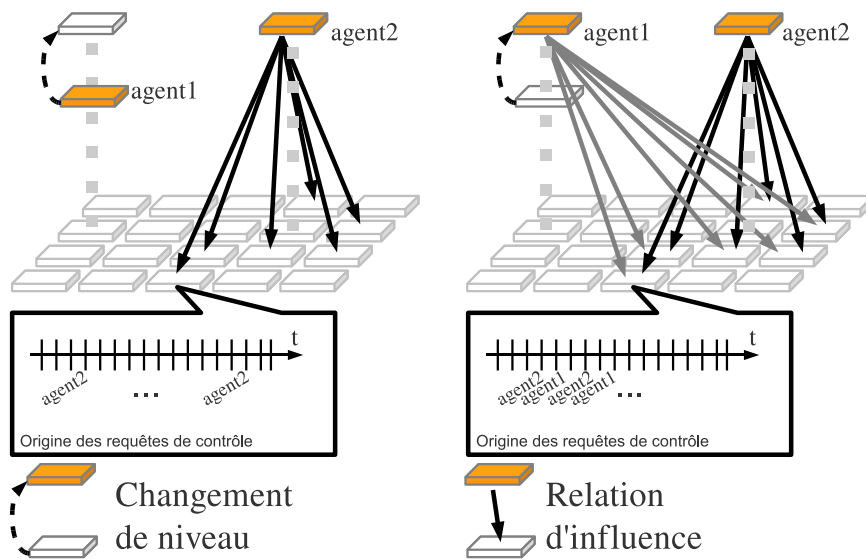 agent2
agent1
t
agent2
...
agent2
Origine des requêtes de contrôle
agent1
agent2
t
agent2
agent1
agent2
agent1
...
Origine des requêtes de contrôle
Changement
de niveau
Relation
d'influence